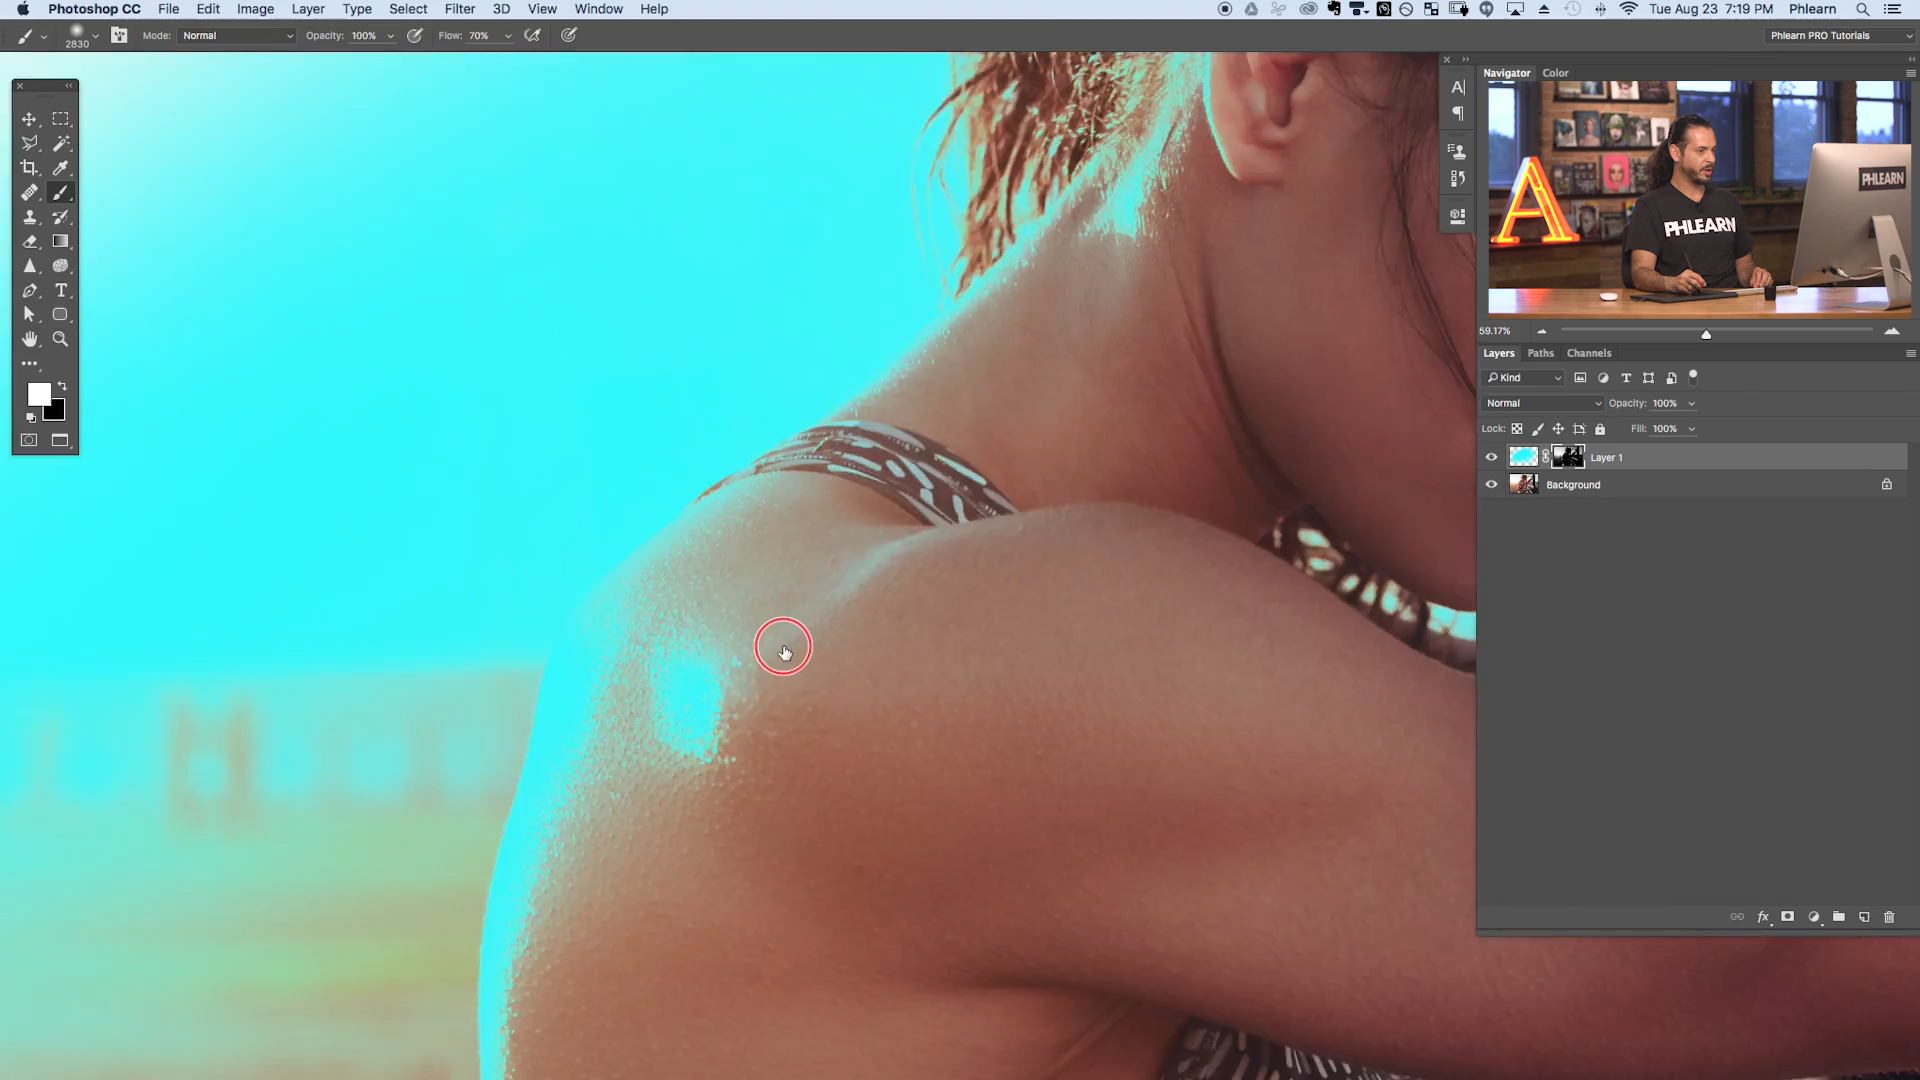 Photoshop CC File Edit Image Layer Type Select Filter 3D View Window Help Tue Aug 23 7:19 PM Phlearn
2830 Mode: Normal Opacity: 100% Flow: 70% Phlearn PRO Tutorials
Navigator Color
PHLEARN
PHLEARN
A
59.17%
Layers Paths Channels
Kind
Normal Opacity: 100%
Lock: Fill: 100%
Layer 1
Background
fx